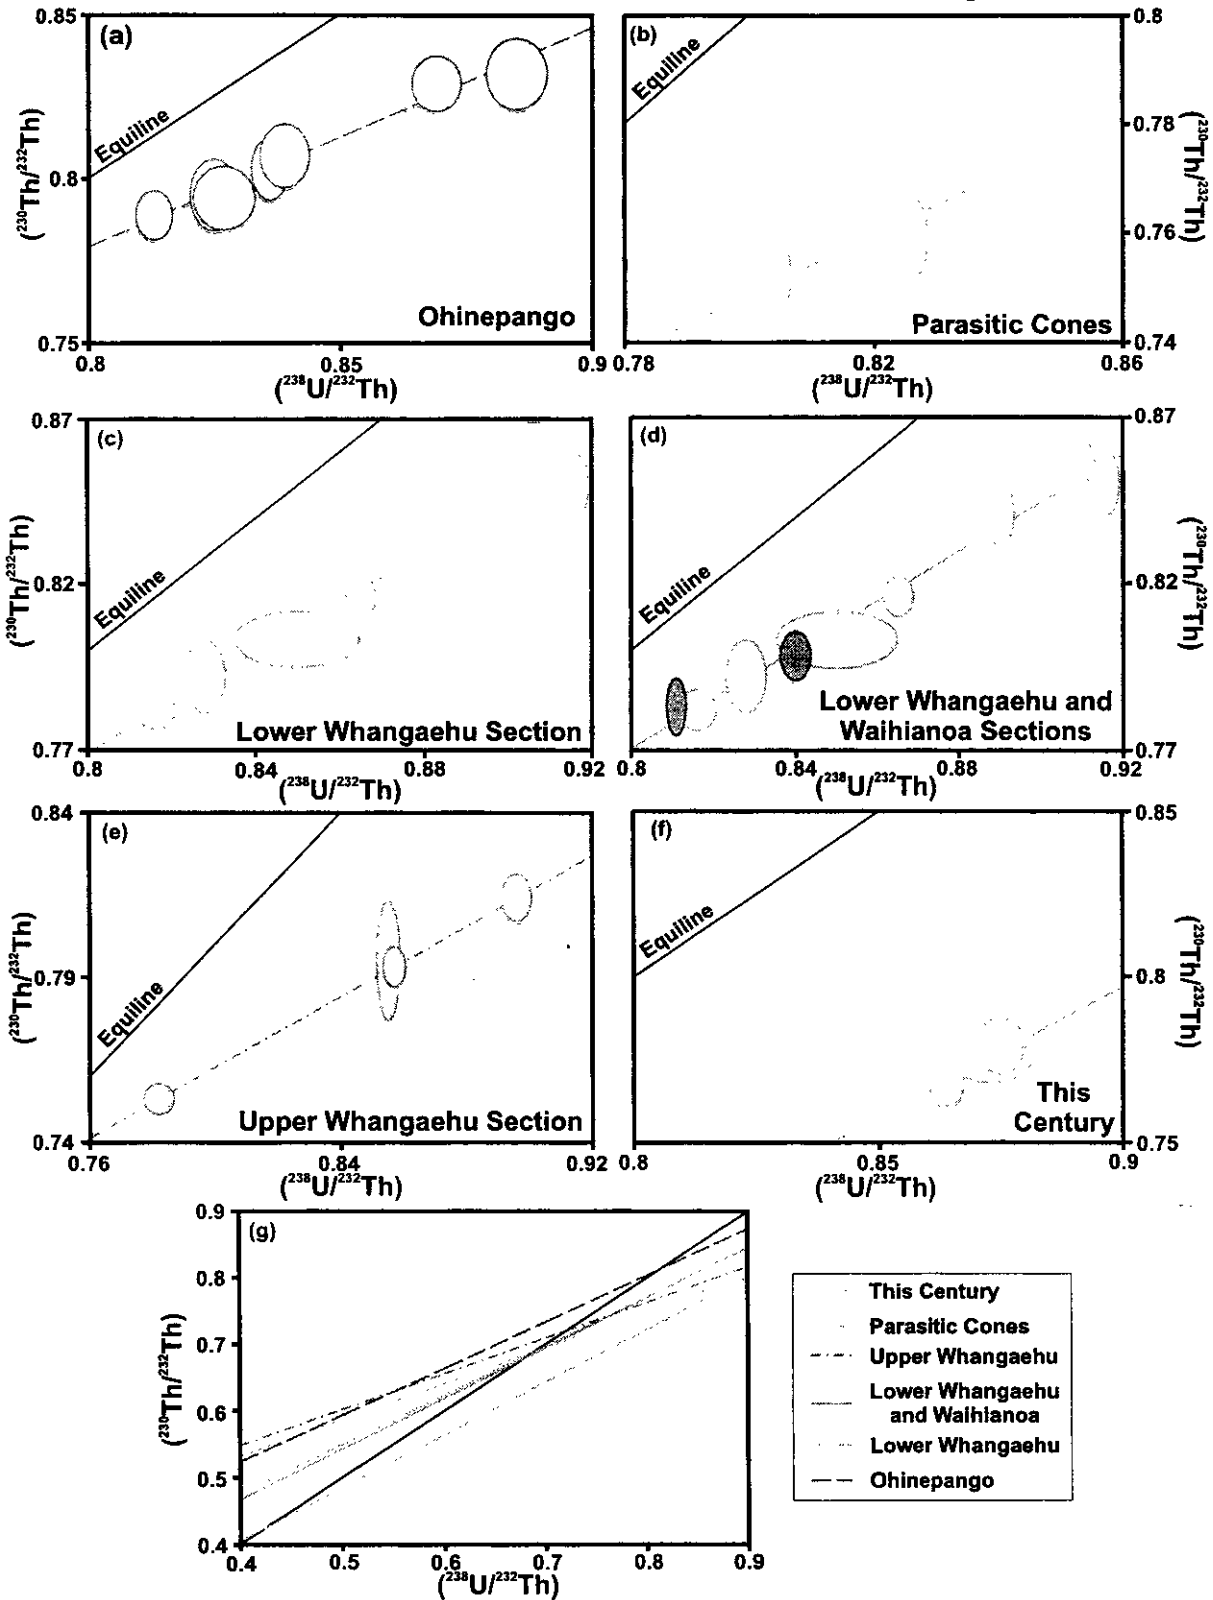 (a)
0.85
0.8
0.75
(²³⁰Th/²³²Th)
Equiline
Ohinepango
0.8
0.85
0.9
(²³⁸U/²³²Th)
(b)
0.8
0.78
0.76
0.74
(²³⁰Th/²³²Th)
Equiline
Parasitic Cones
0.78
0.82
0.86
(²³⁸U/²³²Th)
(c)
0.87
0.82
0.77
(²³⁰Th/²³²Th)
Equiline
Lower Whangaehu Section
0.8
0.84
0.88
0.92
(²³⁸U/²³²Th)
(d)
0.87
0.82
0.77
(²³⁰Th/²³²Th)
Equiline
Lower Whangaehu and
Waihianoa Sections
0.8
0.84
0.88
0.92
(²³⁸U/²³²Th)
(e)
0.84
0.79
0.74
(²³⁰Th/²³²Th)
Equiline
Upper Whangaehu Section
0.76
0.84
0.92
(²³⁸U/²³²Th)
(f)
0.85
0.8
0.75
(²³⁰Th/²³²Th)
Equiline
This
Century
0.8
0.85
0.9
(²³⁸U/²³²Th)
(g)
0.9
0.8
0.7
0.6
0.5
0.4
(²³⁰Th/²³²Th)
0.4
0.5
0.6
0.7
0.8
0.9
(²³⁸U/²³²Th)
This Century
Parasitic Cones
Upper Whangaehu
Lower Whangaehu
and Waihianoa
Lower Whangaehu
Ohinepango